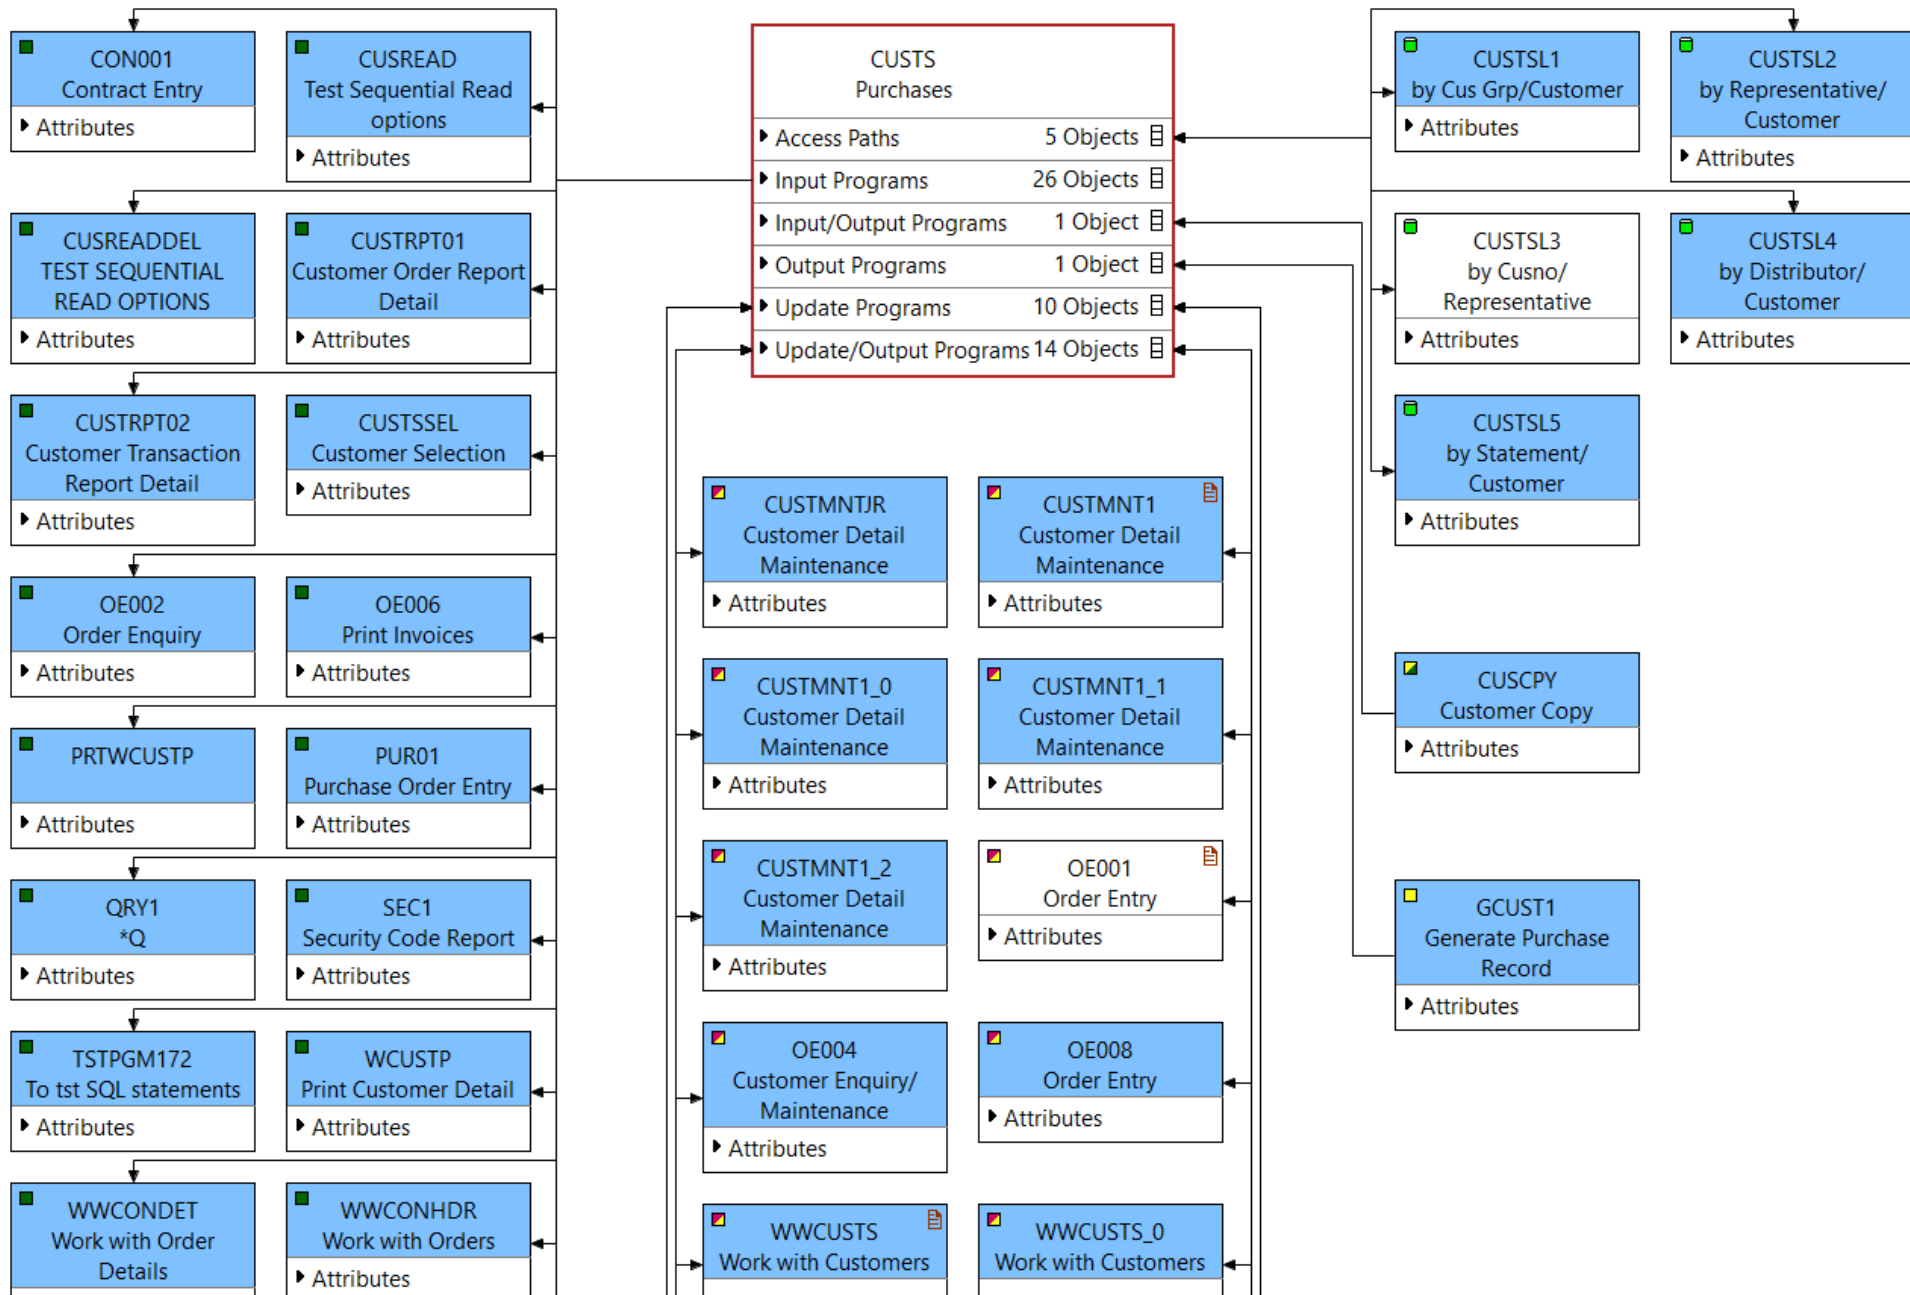 CON001
Contract Entry
Attributes
CUSREAD
Test Sequential Read
options
Attributes
CUSREADDEL
TEST SEQUENTIAL
READ OPTIONS
Attributes
CUSTRPT01
Customer Order Report
Detail
Attributes
CUSTRPT02
Customer Transaction
Report Detail
Attributes
CUSTSSEL
Customer Selection
Attributes
OE002
Order Enquiry
Attributes
OE006
Print Invoices
Attributes
PRTWCUSTP
Attributes
PUR01
Purchase Order Entry
Attributes
QRY1
*Q
Attributes
SEC1
Security Code Report
Attributes
TSTPGM172
To tst SQL statements
Attributes
WCUSTP
Print Customer Detail
Attributes
WWCONDET
Work with Order
Details
WWCONHDR
Work with Orders
Attributes
CUSTS
Purchases
Access Paths 5 Objects
Input Programs 26 Objects
Input/Output Programs 1 Object
Output Programs 1 Object
Update Programs 10 Objects
Update/Output Programs 14 Objects
CUSTMNTJR
Customer Detail
Maintenance
Attributes
CUSTMNT1
Customer Detail
Maintenance
Attributes
CUSTMNT1_0
Customer Detail
Maintenance
Attributes
CUSTMNT1_1
Customer Detail
Maintenance
Attributes
CUSTMNT1_2
Customer Detail
Maintenance
Attributes
OE001
Order Entry
Attributes
OE004
Customer Enquiry/
Maintenance
Attributes
OE008
Order Entry
Attributes
WWCUSTS
Work with Customers
WWCUSTS_0
Work with Customers
CUSTSL1
by Cus Grp/Customer
Attributes
CUSTSL2
by Representative/
Customer
Attributes
CUSTSL3
by Cusno/
Representative
Attributes
CUSTSL4
by Distributor/
Customer
Attributes
CUSTSL5
by Statement/
Customer
Attributes
CUSCPY
Customer Copy
Attributes
GCUST1
Generate Purchase
Record
Attributes